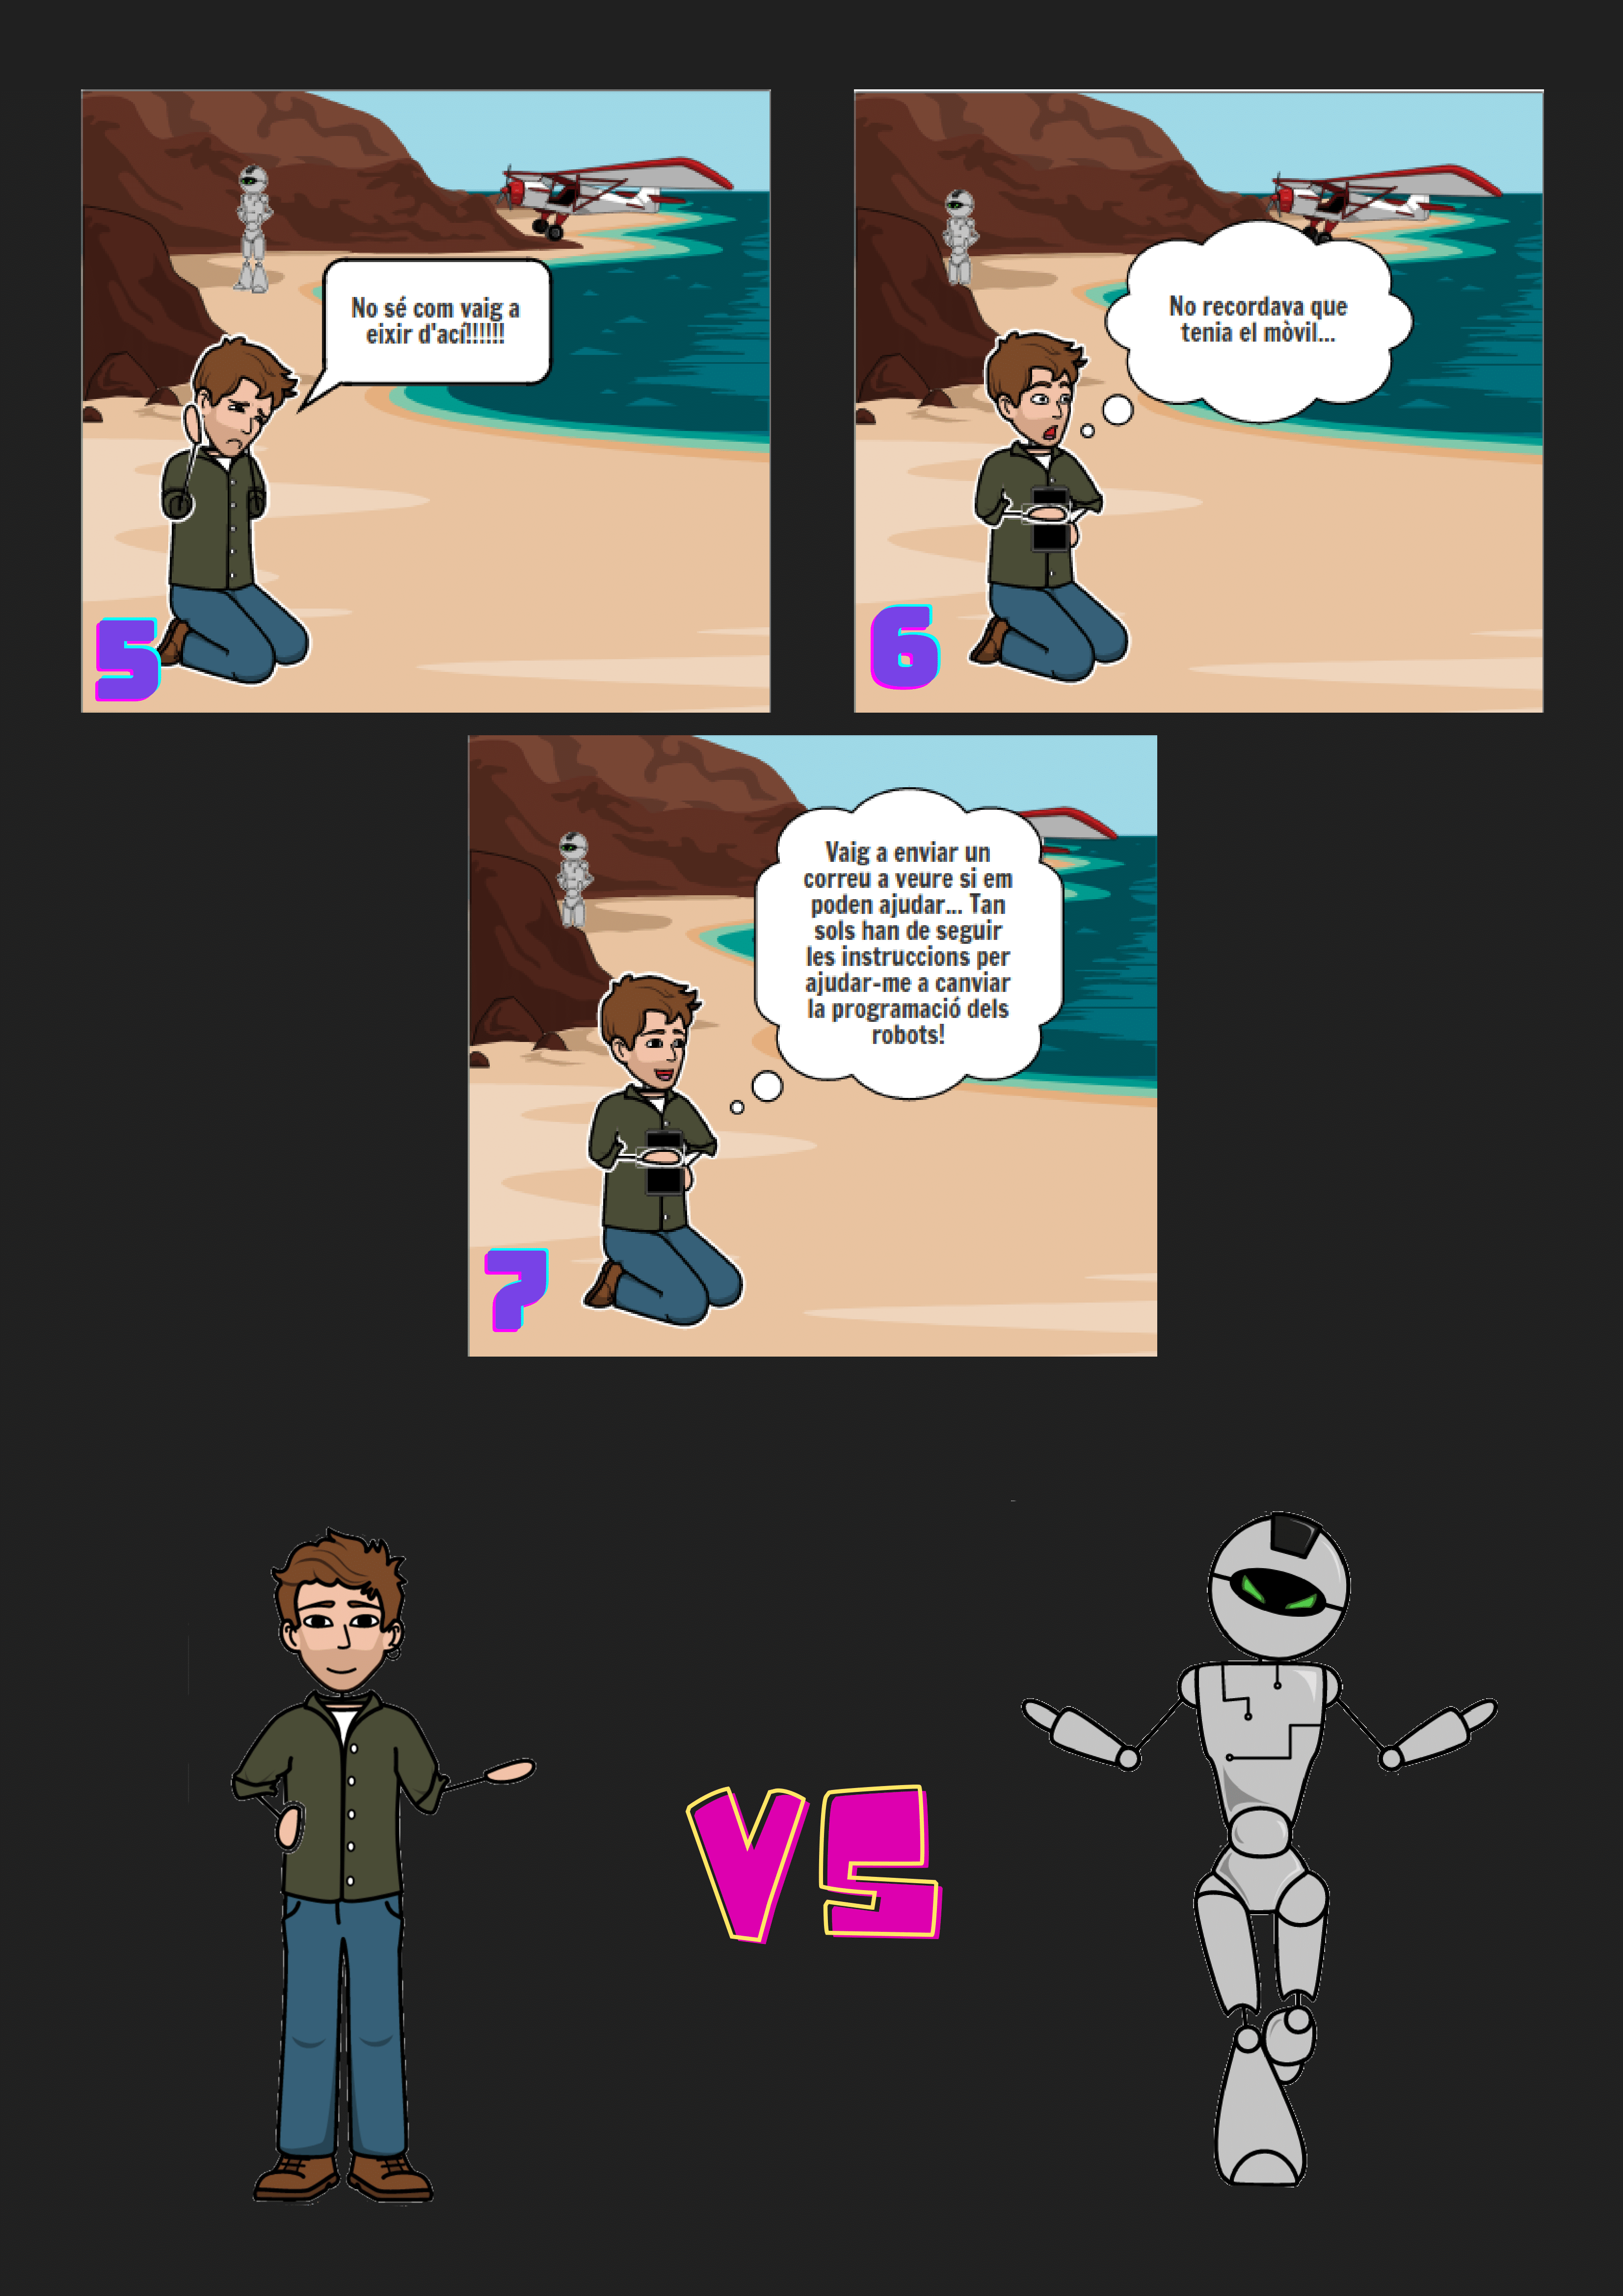 No sé com vaig a
eixir d'ací!!!!!!
5
No recordava que
tenia el mòvil...
6
Vaig a enviar un
correu a veure si em
poden ajudar... Tan
sols han de seguir
les instruccions per
ajudar-me a canviar
la programació dels
robots!
7
VS